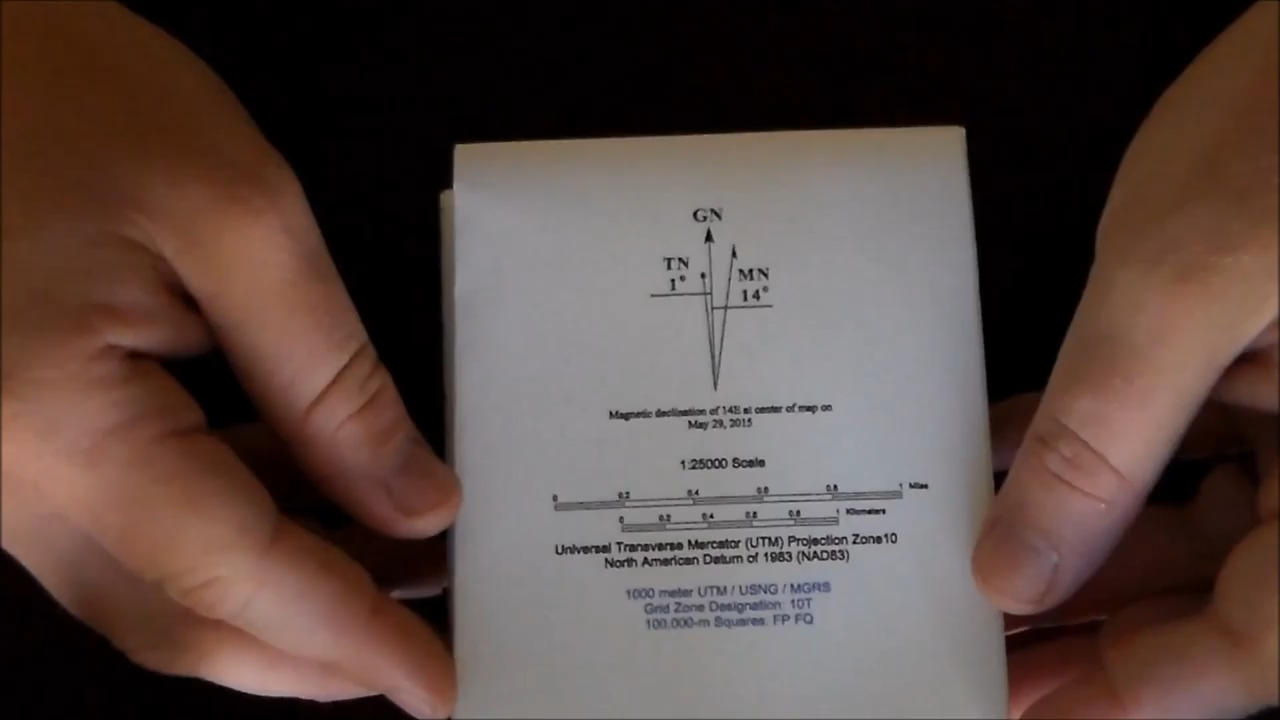 GN
TN
1°
MN
14°
Magnetic declination of 14E at center of map on
May 29, 2015
1:25000 Scale
0 0.2 0.4 0.6 0.8 1 Miles
0 0.2 0.4 0.6 0.8 1 Kilometers
Universal Transverse Mercator (UTM) Projection Zone10
North American Datum of 1983 (NAD83)
1000 meter UTM / USNG / MGRS
Grid Zone Designation: 10T
100,000-m Squares: FP FQ